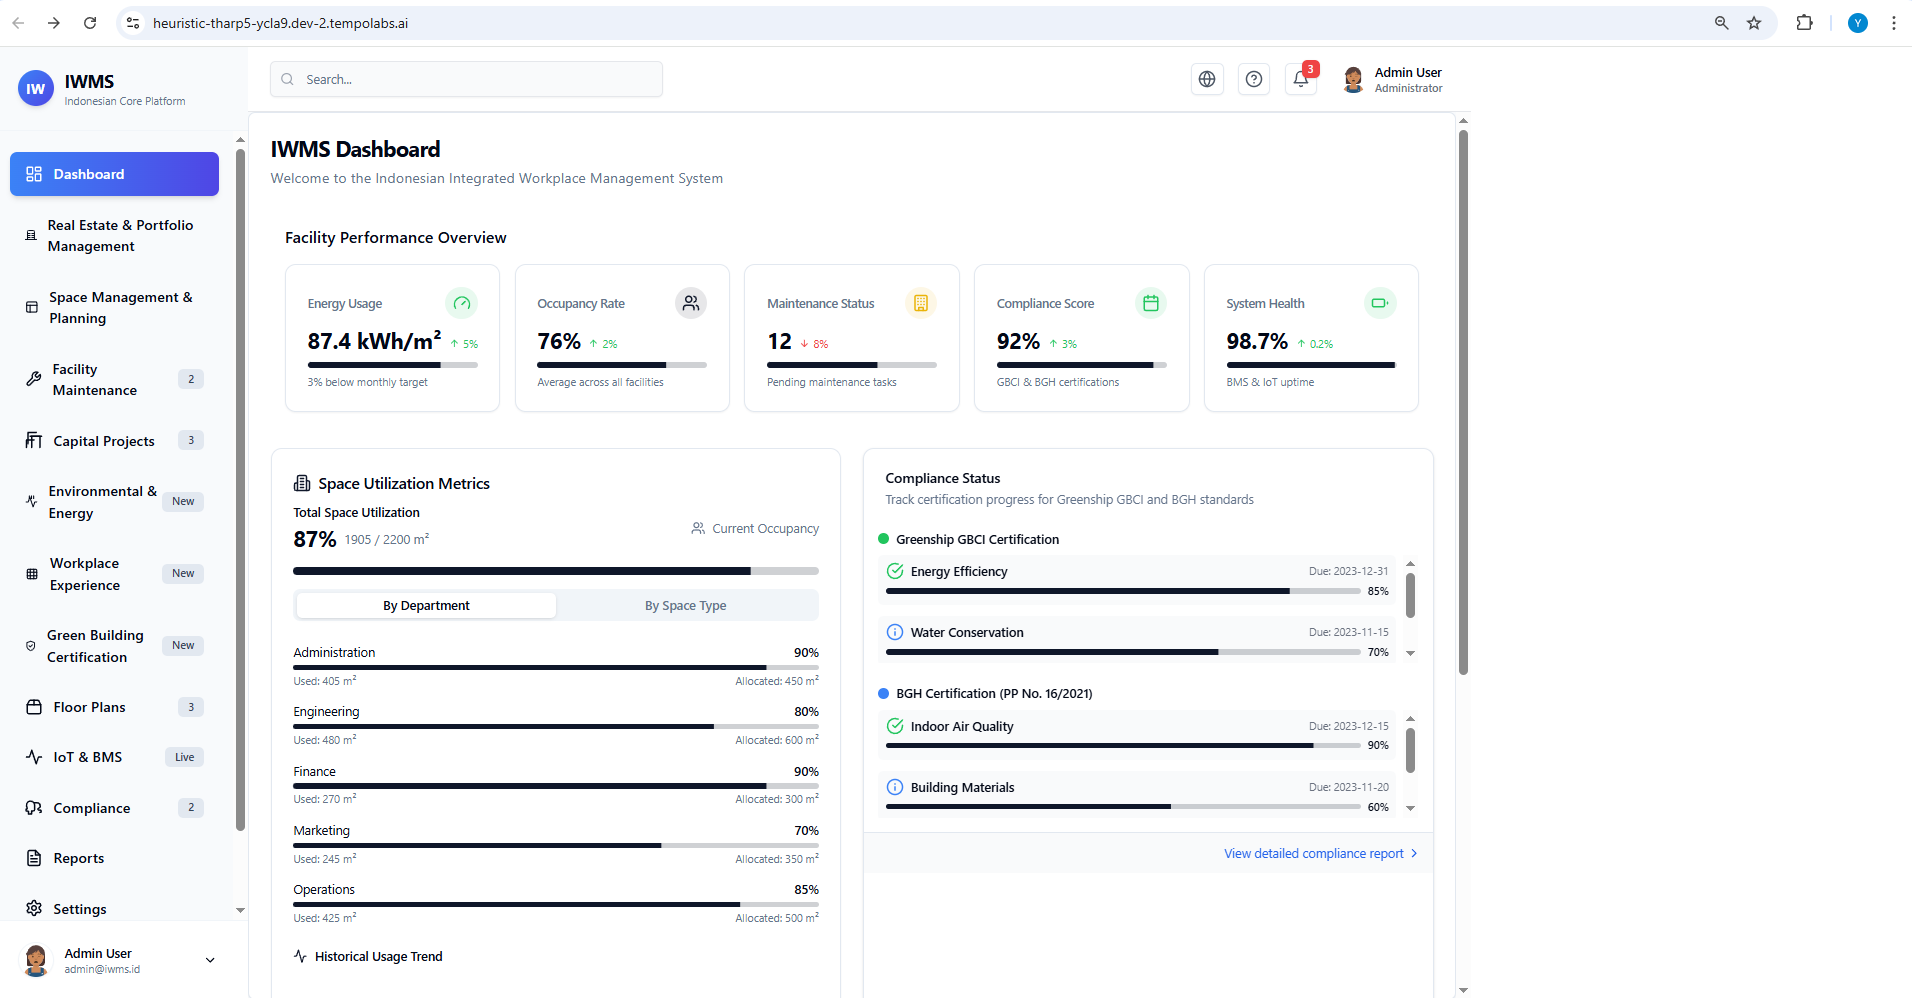 heuristic-tharp5-ycla9.dev-2.tempolabs.ai
Y
IW
IWMS
Indonesian Core Platform
Search...
3
Admin User
Administrator
Dashboard
Real Estate & Portfolio
Management
Space Management &
Planning
Facility
Maintenance
2
Capital Projects
3
Environmental &
Energy
New
Workplace
Experience
New
Green Building
Certification
New
Floor Plans
3
IoT & BMS
Live
Compliance
2
Reports
Settings
Admin User
admin@iwms.id
IWMS Dashboard
Welcome to the Indonesian Integrated Workplace Management System
Facility Performance Overview
Energy Usage
87.4 kWh/m²
↑ 5%
3% below monthly target
Occupancy Rate
76%
↑ 2%
Average across all facilities
Maintenance Status
12
↓ 8%
Pending maintenance tasks
Compliance Score
92%
↑ 3%
GBCI & BGH certifications
System Health
98.7%
↑ 0.2%
BMS & IoT uptime
Space Utilization Metrics
Total Space Utilization
87% 1905 / 2200 m²
Current Occupancy
By Department
By Space Type
Administration 90%
Used: 405 m² Allocated: 450 m²
Engineering 80%
Used: 480 m² Allocated: 600 m²
Finance 90%
Used: 270 m² Allocated: 300 m²
Marketing 70%
Used: 245 m² Allocated: 350 m²
Operations 85%
Used: 425 m² Allocated: 500 m²
Historical Usage Trend
Compliance Status
Track certification progress for Greenship GBCI and BGH standards
Greenship GBCI Certification
Energy Efficiency Due: 2023-12-31
85%
Water Conservation Due: 2023-11-15
70%
BGH Certification (PP No. 16/2021)
Indoor Air Quality Due: 2023-12-15
90%
Building Materials Due: 2023-11-20
60%
View detailed compliance report